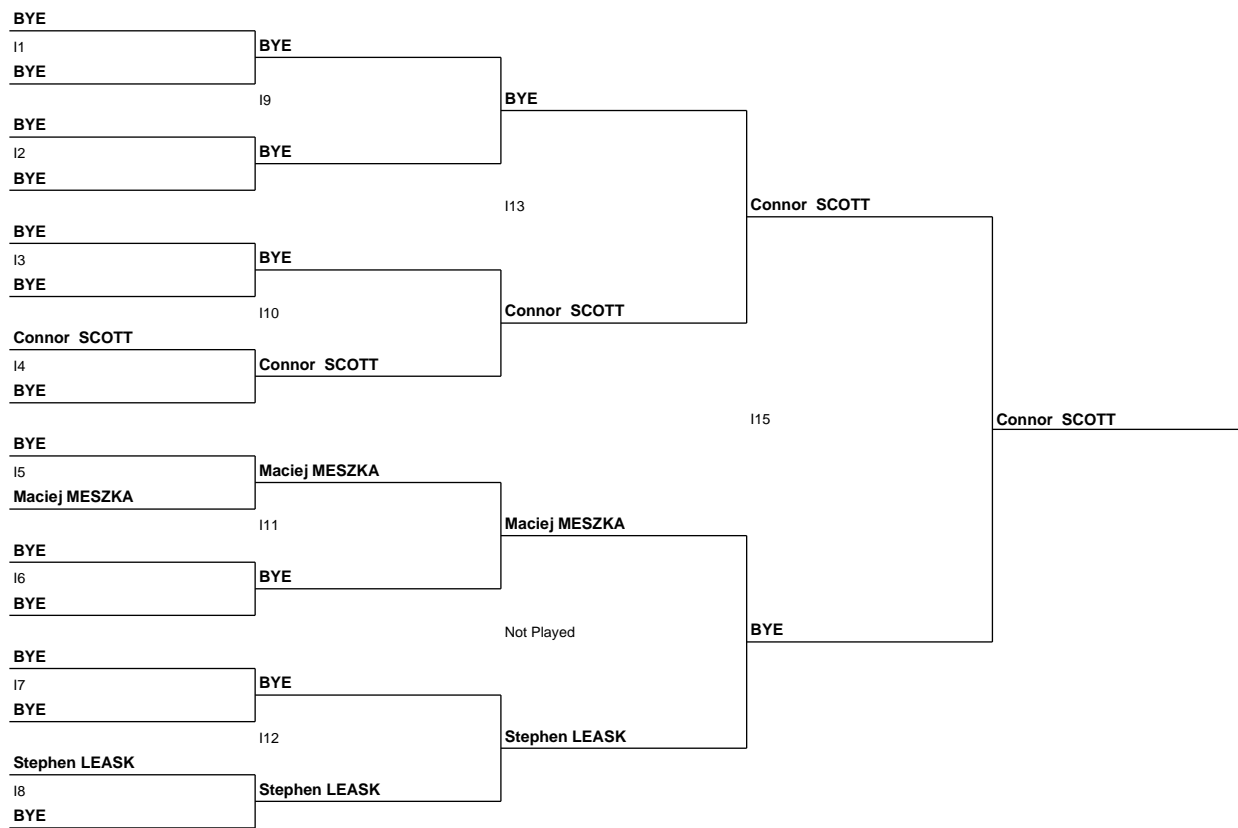 BYE
I1
BYE
BYE
I9
BYE
BYE
I2
BYE
BYE
I13
Connor SCOTT
BYE
I3
BYE
BYE
I10
Connor SCOTT
Connor SCOTT
I4
Connor SCOTT
BYE
I15
Connor SCOTT
BYE
I5
Maciej MESZKA
Maciej MESZKA
I11
Maciej MESZKA
BYE
I6
BYE
BYE
Not Played
BYE
BYE
I7
BYE
BYE
I12
Stephen LEASK
Stephen LEASK
I8
Stephen LEASK
BYE